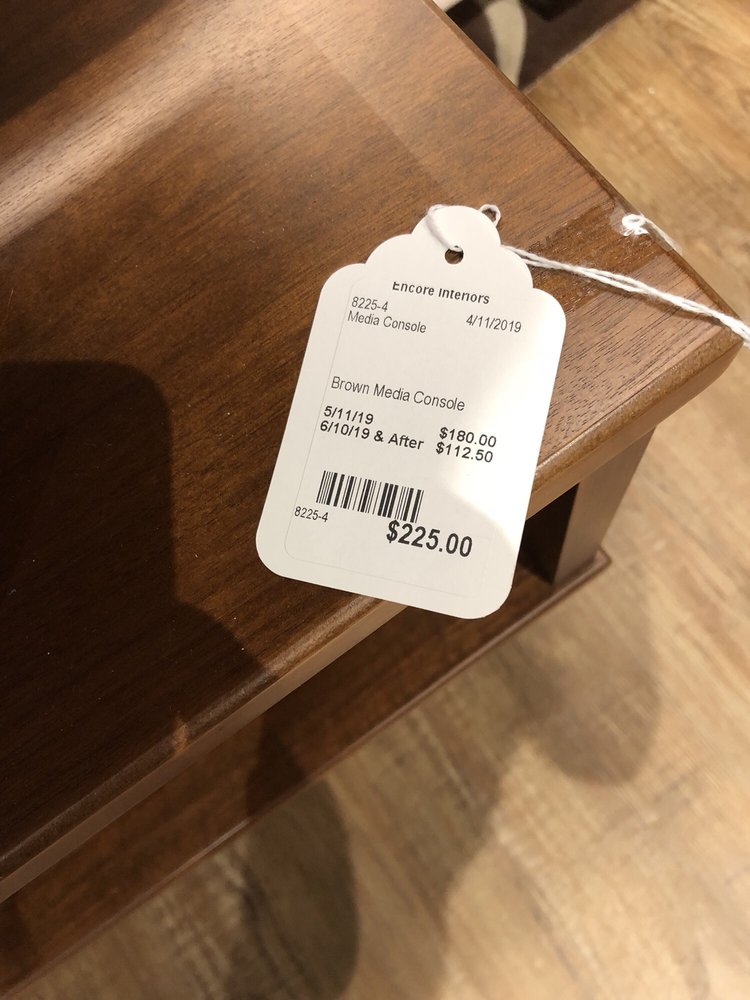 Encore Interiors
8225-4
Media Console 4/11/2019
Brown Media Console
5/11/19 $180.00
6/10/19 & After $112.50
8225-4
$225.00